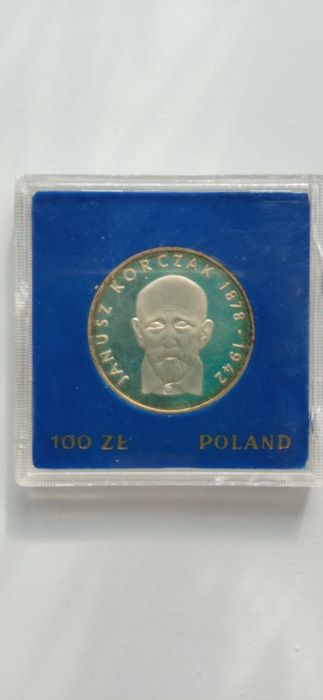 JANUSZ KORCZAK 1878-1942
100 ZŁ POLAND